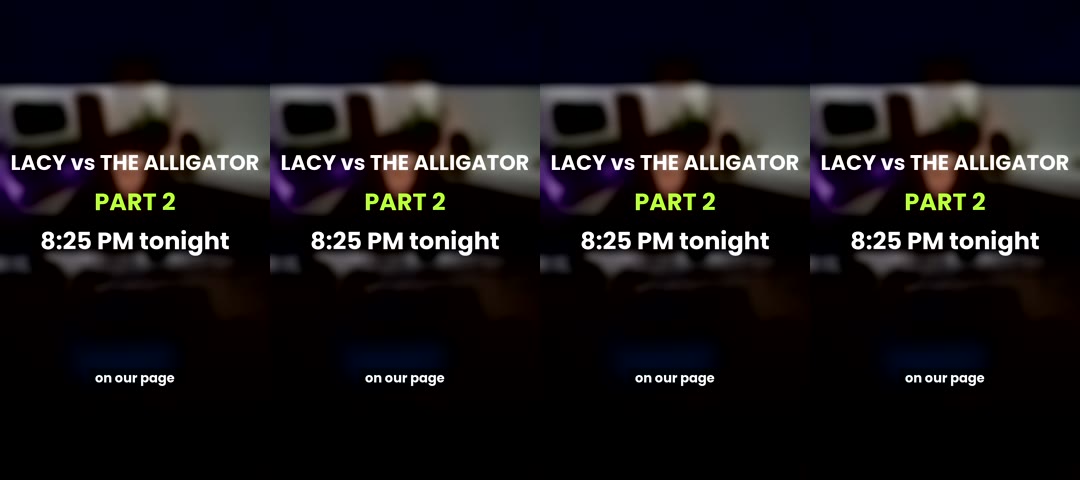 LACY vs THE ALLIGATOR LACY vs THE ALLIGATOR LACY vs THE ALLIGATOR LACY vs THE ALLIGATOR
PART 2 PART 2 PART 2 PART 2
8:25 PM tonight 8:25 PM tonight 8:25 PM tonight 8:25 PM tonight
on our page on our page on our page on our page